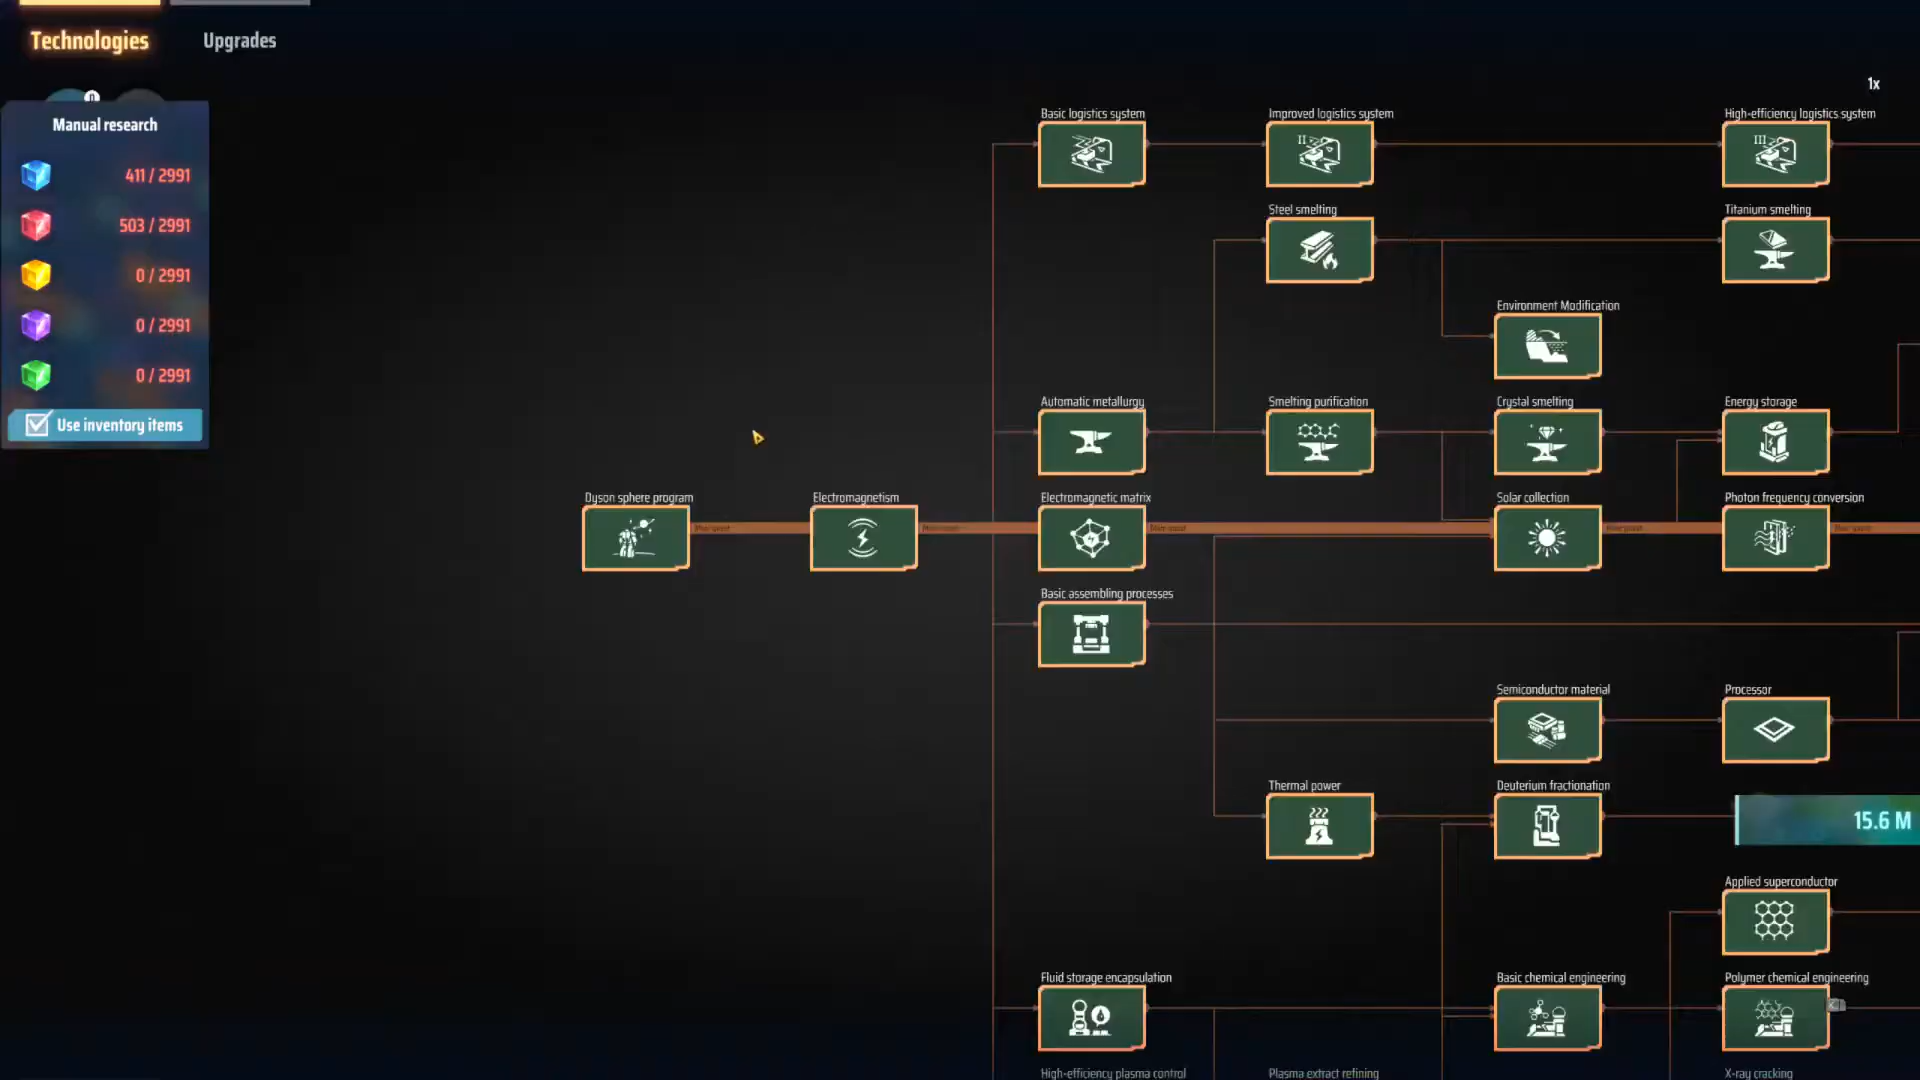 Technologies
Upgrades
0
Manual research
411 / 2991
503 / 2991
0 / 2991
0 / 2991
0 / 2991
Use inventory items
1x
Basic logistics system
Improved logistics system
High-efficiency logistics system
II
III
Steel smelting
Titanium smelting
Environment Modification
Automatic metallurgy
Smelting purification
Crystal smelting
Energy storage
Dyson sphere program
Electromagnetism
Electromagnetic matrix
Solar collection
Photon frequency conversion
Basic assembling processes
Semiconductor material
Processor
Thermal power
Deuterium fractionation
15.6 M
Applied superconductor
Fluid storage encapsulation
Basic chemical engineering
Polymer chemical engineering
High-efficiency plasma control
Plasma extract refining
X-ray cracking